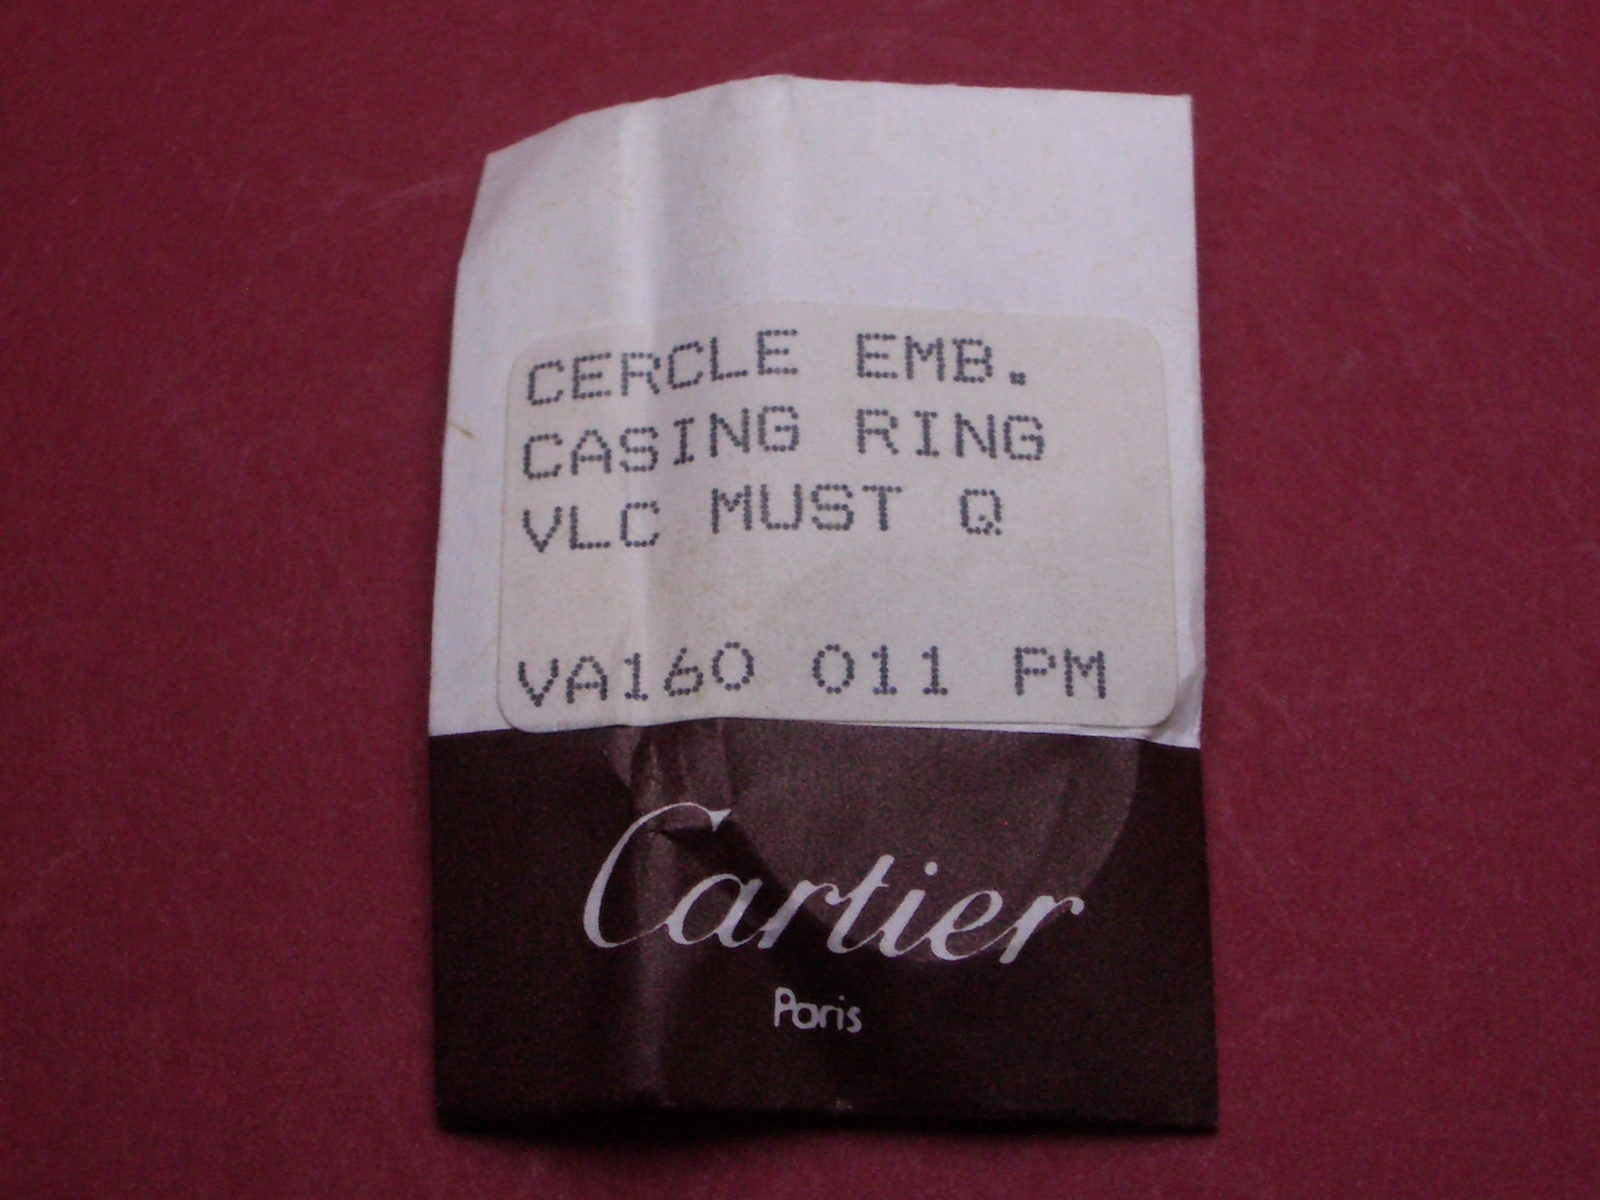 CERCLE EMB.
CASING RING
VLC MUST Q
VA160 011 PM
Cartier
Paris